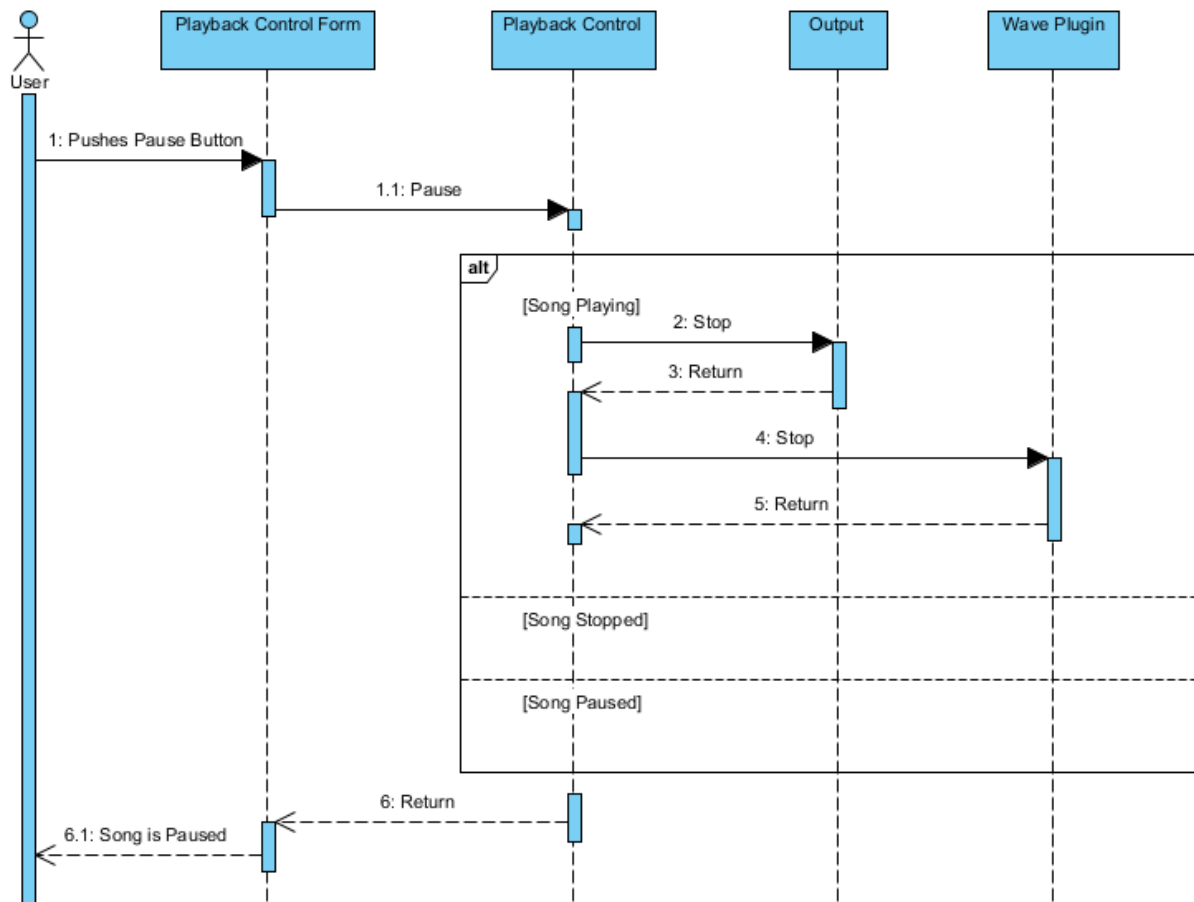 Playback Control Form
Playback Control
Output
Wave Plugin
User
1: Pushes Pause Button
1.1: Pause
alt
[Song Playing]
2: Stop
3: Return
4: Stop
5: Return
[Song Stopped]
[Song Paused]
6: Return
6.1: Song is Paused